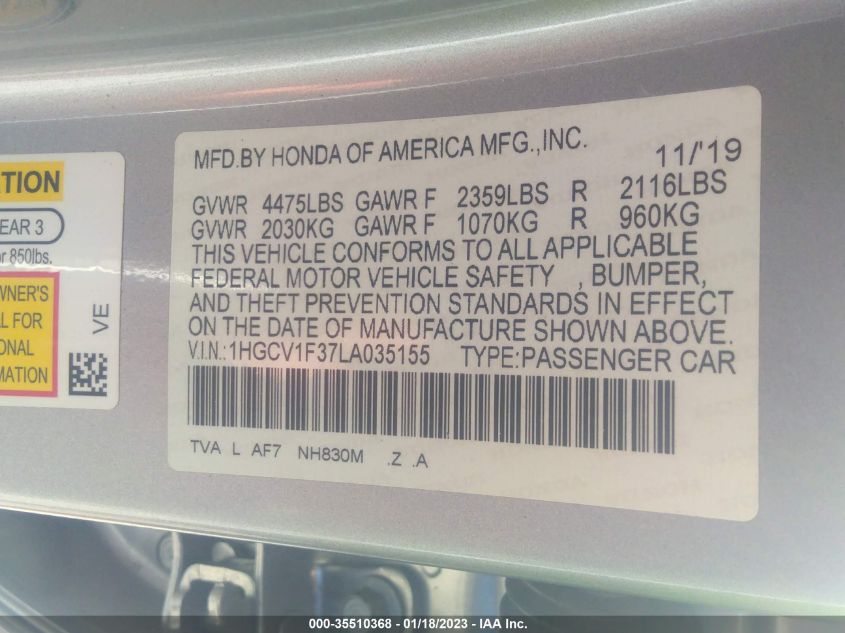 TION
EAR 3
or 850lbs.
WNER'S
AL FOR
ONAL
MATION
VE
MFD.BY HONDA OF AMERICA MFG.,INC. 11/'19
GVWR 4475LBS GAWR F 2359LBS R 2116LBS
GVWR 2030KG GAWR F 1070KG R 960KG
THIS VEHICLE CONFORMS TO ALL APPLICABLE
FEDERAL MOTOR VEHICLE SAFETY , BUMPER,
AND THEFT PREVENTION STANDARDS IN EFFECT
ON THE DATE OF MANUFACTURE SHOWN ABOVE.
V.I.N.:1HGCV1F37LA035155 TYPE:PASSENGER CAR
TVA L AF7 NH830M .Z .A
000-35510368 - 01/18/2023 - IAA Inc.